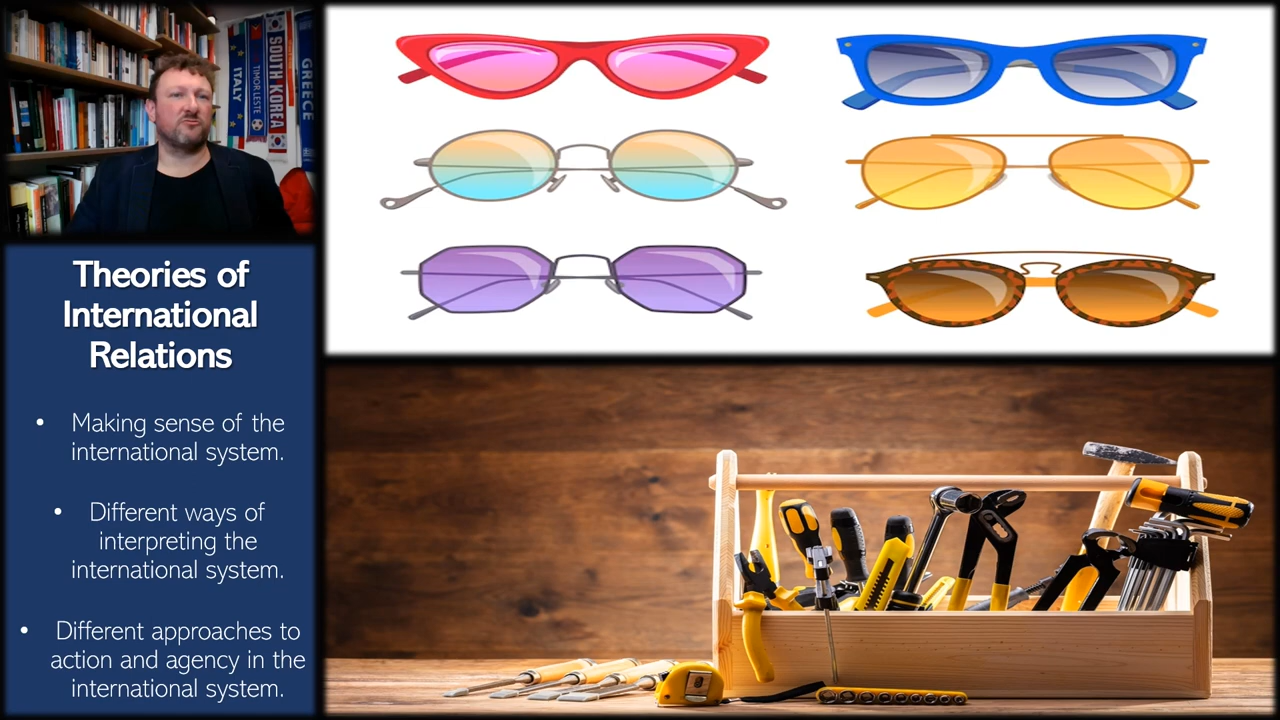 ITALY
TIMOR LESTE
SOUTH KOREA
GREECE
Theories of
International
Relations
• Making sense of the
international system.
• Different ways of
interpreting the
international system.
• Different approaches to
action and agency in the
international system.